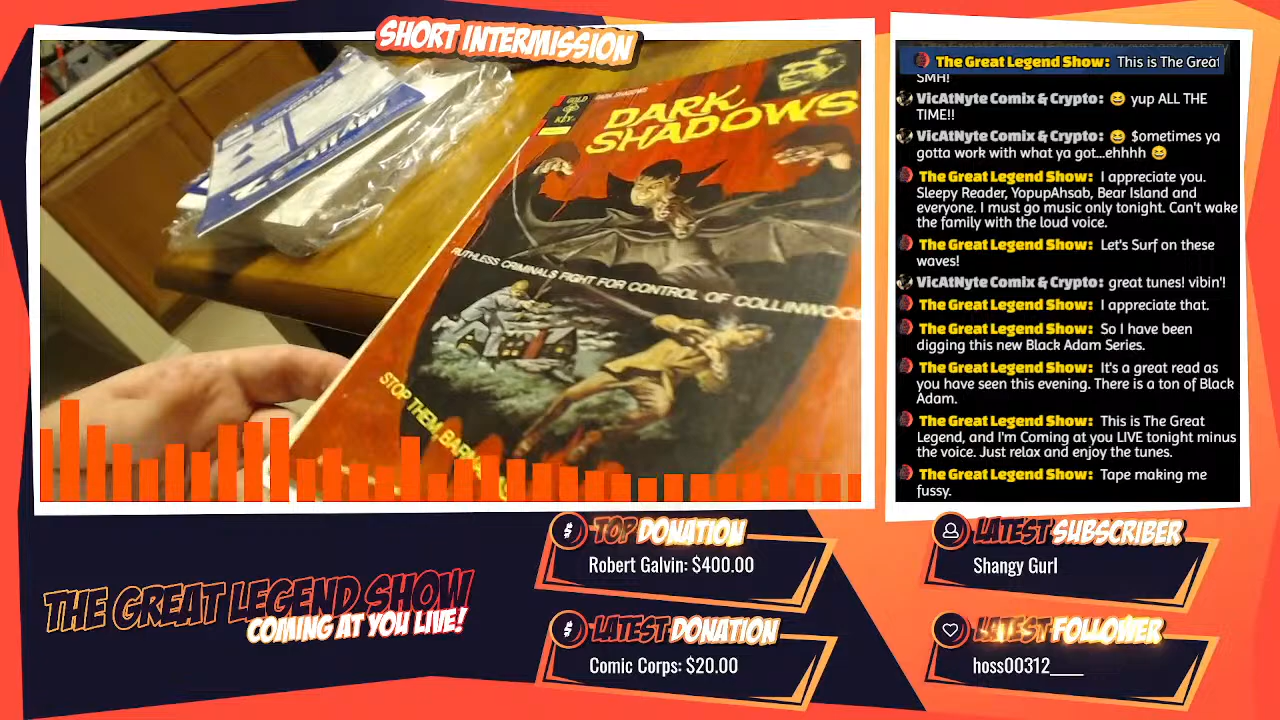 SHORT INTERMISSION
GOLD
KEY
DARK SHADOWS
DARK
SHADOWS
RUTHLESS CRIMINALS FIGHT FOR CONTROL OF COLLINWOOD
STOP THEM,
The Great Legend Show: This is The Great
SMH!
VicAtNyte Comix & Crypto: 😆 yup ALL THE
TIME!!
VicAtNyte Comix & Crypto: 😆 $ometimes ya
gotta work with what ya got...ehhhh 😆
The Great Legend Show: I appreciate you.
Sleepy Reader, YopupAhsab, Bear Island and
everyone. I must go music only tonight. Can't wake
the family with the loud voice.
The Great Legend Show: Let's Surf on these
waves!
VicAtNyte Comix & Crypto: great tunes! vibin'!
The Great Legend Show: I appreciate that.
The Great Legend Show: So I have been
digging this new Black Adam Series.
The Great Legend Show: It's a great read as
you have seen this evening. There is a ton of Black
Adam.
The Great Legend Show: This is The Great
Legend, and I'm Coming at you LIVE tonight minus
the voice. Just relax and enjoy the tunes.
The Great Legend Show: Tape making me
fussy.
THE GREAT LEGEND SHOW
COMING AT YOU LIVE!
TOP DONATION
Robert Galvin: $400.00
LATEST DONATION
Comic Corps: $20.00
LATEST SUBSCRIBER
Shangy Gurl
LATEST FOLLOWER
hoss00312____